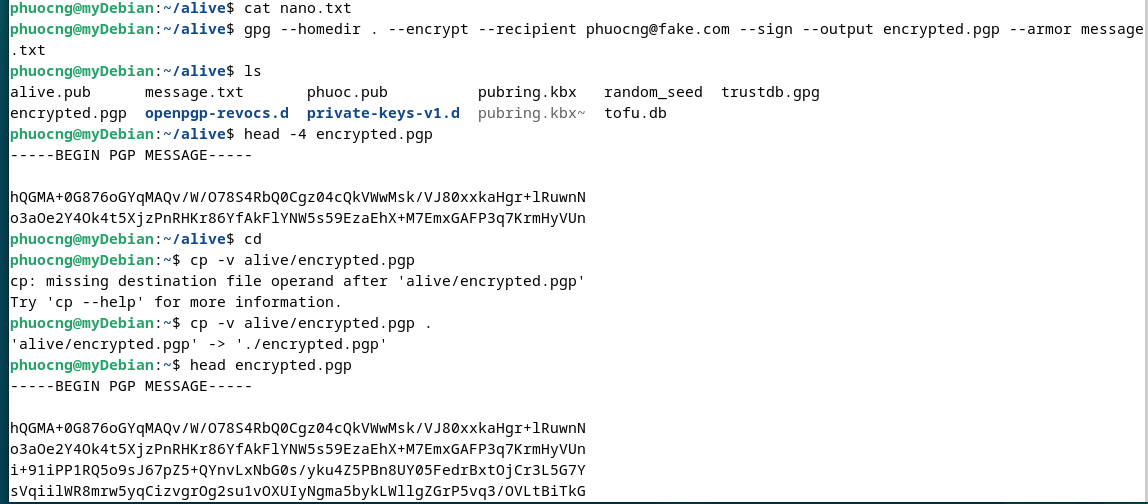 phuocng@myDebian:~/alive$ cat nano.txt
phuocng@myDebian:~/alive$ gpg --homedir . --encrypt --recipient phuocng@fake.com --sign --output encrypted.pgp --armor message
.txt
phuocng@myDebian:~/alive$ ls
alive.pub      message.txt       phuoc.pub          pubring.kbx   random_seed  trustdb.gpg
encrypted.pgp  openpgp-revocs.d  private-keys-v1.d  pubring.kbx~  tofu.db
phuocng@myDebian:~/alive$ head -4 encrypted.pgp
-----BEGIN PGP MESSAGE-----

hQGMA+0G876oGYqMAQv/W/O78S4RbQ0Cgz04cQkVWwMsk/VJ80xxkaHgr+lRuwnN
o3aOe2Y4Ok4t5XjzPnRHKr86YfAkFlYNW5s59EzaEhX+M7EmxGAFP3q7KrmHyVUn
phuocng@myDebian:~/alive$ cd
phuocng@myDebian:~$ cp -v alive/encrypted.pgp
cp: missing destination file operand after 'alive/encrypted.pgp'
Try 'cp --help' for more information.
phuocng@myDebian:~$ cp -v alive/encrypted.pgp .
'alive/encrypted.pgp' -> './encrypted.pgp'
phuocng@myDebian:~$ head encrypted.pgp
-----BEGIN PGP MESSAGE-----

hQGMA+0G876oGYqMAQv/W/O78S4RbQ0Cgz04cQkVWwMsk/VJ80xxkaHgr+lRuwnN
o3aOe2Y4Ok4t5XjzPnRHKr86YfAkFlYNW5s59EzaEhX+M7EmxGAFP3q7KrmHyVUn
i+91iPP1RQ5o9sJ67pZ5+QYnvLxNbG0s/yku4Z5PBn8UY05FedrBxtOjCr3L5G7Y
sVqiilWR8mrw5yqCizvgrOg2su1vOXUIyNgma5bykLWllgZGrP5vq3/OVLtBiTkG